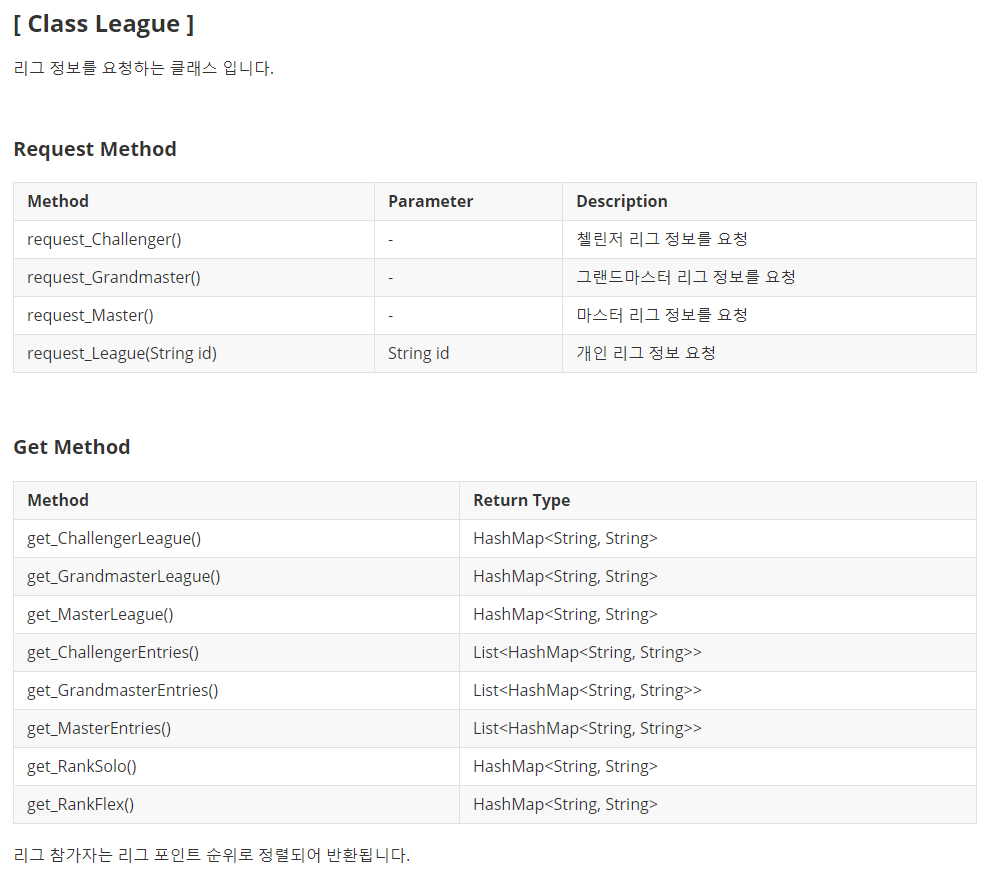 [ Class League ]
리그 정보를 요청하는 클래스 입니다.
Request Method
Method Parameter Description
request_Challenger() - 첼린저 리그 정보를 요청
request_Grandmaster() - 그랜드마스터 리그 정보를 요청
request_Master() - 마스터 리그 정보를 요청
request_League(String id) String id 개인 리그 정보 요청
Get Method
Method Return Type
get_ChallengerLeague() HashMap<String, String>
get_GrandmasterLeague() HashMap<String, String>
get_MasterLeague() HashMap<String, String>
get_ChallengerEntries() List<HashMap<String, String>>
get_GrandmasterEntries() List<HashMap<String, String>>
get_MasterEntries() List<HashMap<String, String>>
get_RankSolo() HashMap<String, String>
get_RankFlex() HashMap<String, String>
리그 참가자는 리그 포인트 순위로 정렬되어 반환됩니다.